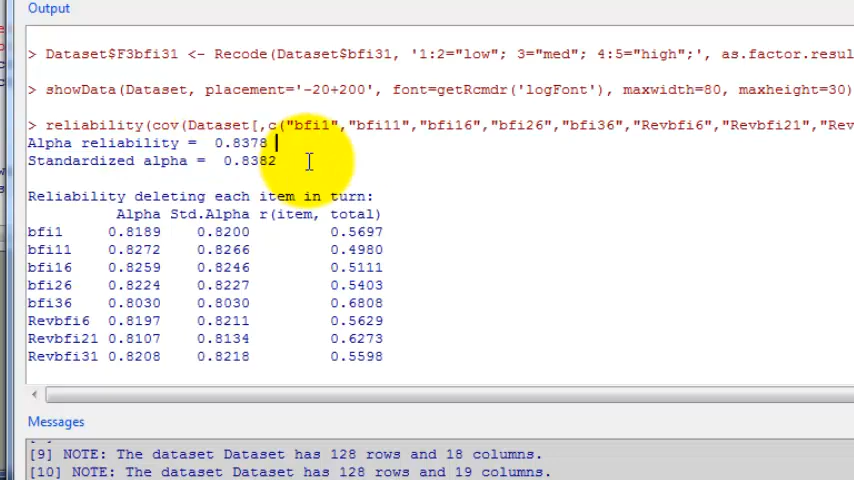 Output
> Dataset$F3bfi31 <- Recode(Dataset$bfi31, '1:2="low"; 3="med"; 4:5="high";', as.factor.resul
> showData(Dataset, placement='-20+200', font=getRcmdr('logFont'), maxwidth=80, maxheight=30)
> reliability(cov(Dataset[,c("bfi1","bfi11","bfi16","bfi26","bfi36","Revbfi6","Revbfi21","Rev
Alpha reliability =  0.8378
Standardized alpha =  0.8382
Reliability deleting each item in turn:
Alpha Std.Alpha r(item, total)
bfi1 0.8189 0.8200 0.5697
bfi11 0.8272 0.8266 0.4980
bfi16 0.8259 0.8246 0.5111
bfi26 0.8224 0.8227 0.5403
bfi36 0.8030 0.8030 0.6808
Revbfi6 0.8197 0.8211 0.5629
Revbfi21 0.8107 0.8134 0.6273
Revbfi31 0.8208 0.8218 0.5598
Messages
[9] NOTE: The dataset Dataset has 128 rows and 18 columns.
[10] NOTE: The dataset Dataset has 128 rows and 19 columns.